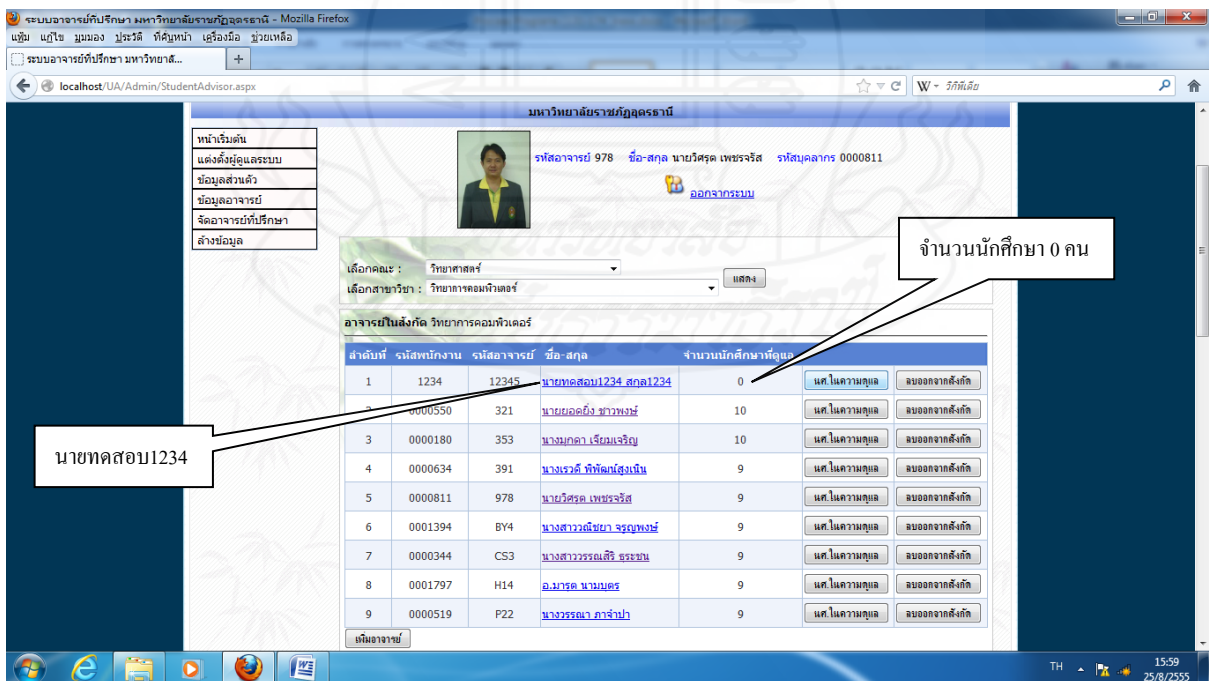 ระบบอาจารย์ที่ปรึกษา มหาวิทยาลัยราชภัฏอุดรธานี - Mozilla Firefox
แฟ้ม แก้ไข มุมมอง ประวัติ ที่คั่นหน้า เครื่องมือ ช่วยเหลือ
ระบบอาจารย์ที่ปรึกษา มหาวิทยาลั... +
localhost/UA/Admin/StudentAdvisor.aspx W - วิกิพีเดีย
มหาวิทยาลัยราชภัฏอุดรธานี
หน้าเริ่มต้น
แต่งตั้งผู้ดูแลระบบ
ข้อมูลส่วนตัว
ข้อมูลอาจารย์
จัดอาจารย์ที่ปรึกษา
ล้างข้อมูล
รหัสอาจารย์ 978 ชื่อ-สกุล นายวิศรุต เพชรจรัส รหัสบุคลากร 0000811
ออกจากระบบ
จำนวนนักศึกษา 0 คน
เลือกคณะ : วิทยาศาสตร์
เลือกสาขาวิชา : วิทยาการคอมพิวเตอร์ แสดง
อาจารย์ในสังกัด วิทยาการคอมพิวเตอร์
ลำดับที่ รหัสพนักงาน รหัสอาจารย์ ชื่อ-สกุล จำนวนนักศึกษาที่ดูแล
1 1234 12345 นายทดสอบ1234 สกุล1234 0 นศ.ในความดูแล ลบออกจากสังกัด
2 0000550 321 นายยอดยิ่ง ชาวพงษ์ 10 นศ.ในความดูแล ลบออกจากสังกัด
3 0000180 353 นางมุกดา เจียมเจริญ 10 นศ.ในความดูแล ลบออกจากสังกัด
4 0000634 391 นางเรวดี พิพัฒน์สูงเนิน 9 นศ.ในความดูแล ลบออกจากสังกัด
5 0000811 978 นายวิศรุต เพชรจรัส 9 นศ.ในความดูแล ลบออกจากสังกัด
6 0001394 BY4 นางสาววณิชยา จรูญพงษ์ 9 นศ.ในความดูแล ลบออกจากสังกัด
7 0000344 CS3 นางสาววรรณสิริ ธุระชน 9 นศ.ในความดูแล ลบออกจากสังกัด
8 0001797 H14 อ.มารุต นามบุตร 9 นศ.ในความดูแล ลบออกจากสังกัด
9 0000519 P22 นางวรรณา ภาจำปา 9 นศ.ในความดูแล ลบออกจากสังกัด
นายทดสอบ1234
เพิ่มอาจารย์
TH 15:59
25/8/2555